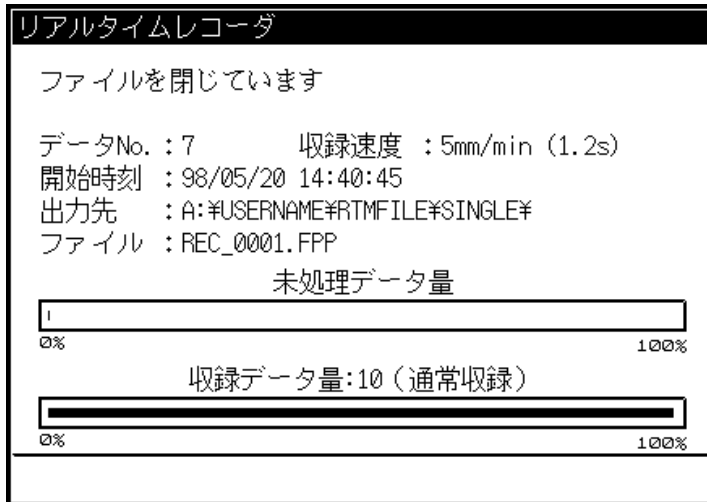 リアルタイムレコーダ
ファイルを閉じています
データNo.:7 収録速度 :5mm/min (1.2s)
開始時刻 :98/05/20 14:40:45
出力先 :A:¥USERNAME¥RTMFILE¥SINGLE¥
ファイル :REC_0001.FPP
未処理データ量
0% 100%
収録データ量:10(通常収録)
0% 100%